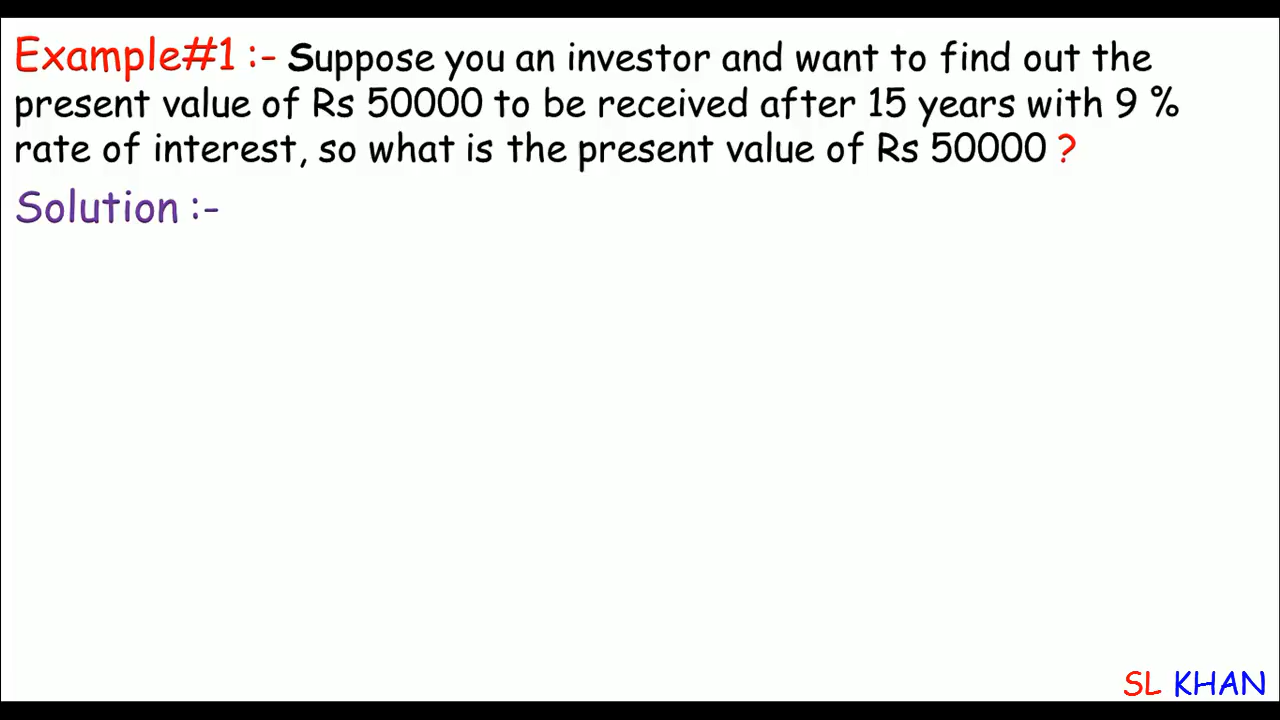 Example#1 :- Suppose you an investor and want to find out the
present value of Rs 50000 to be received after 15 years with 9 %
rate of interest, so what is the present value of Rs 50000 ?
Solution :-
SL KHAN